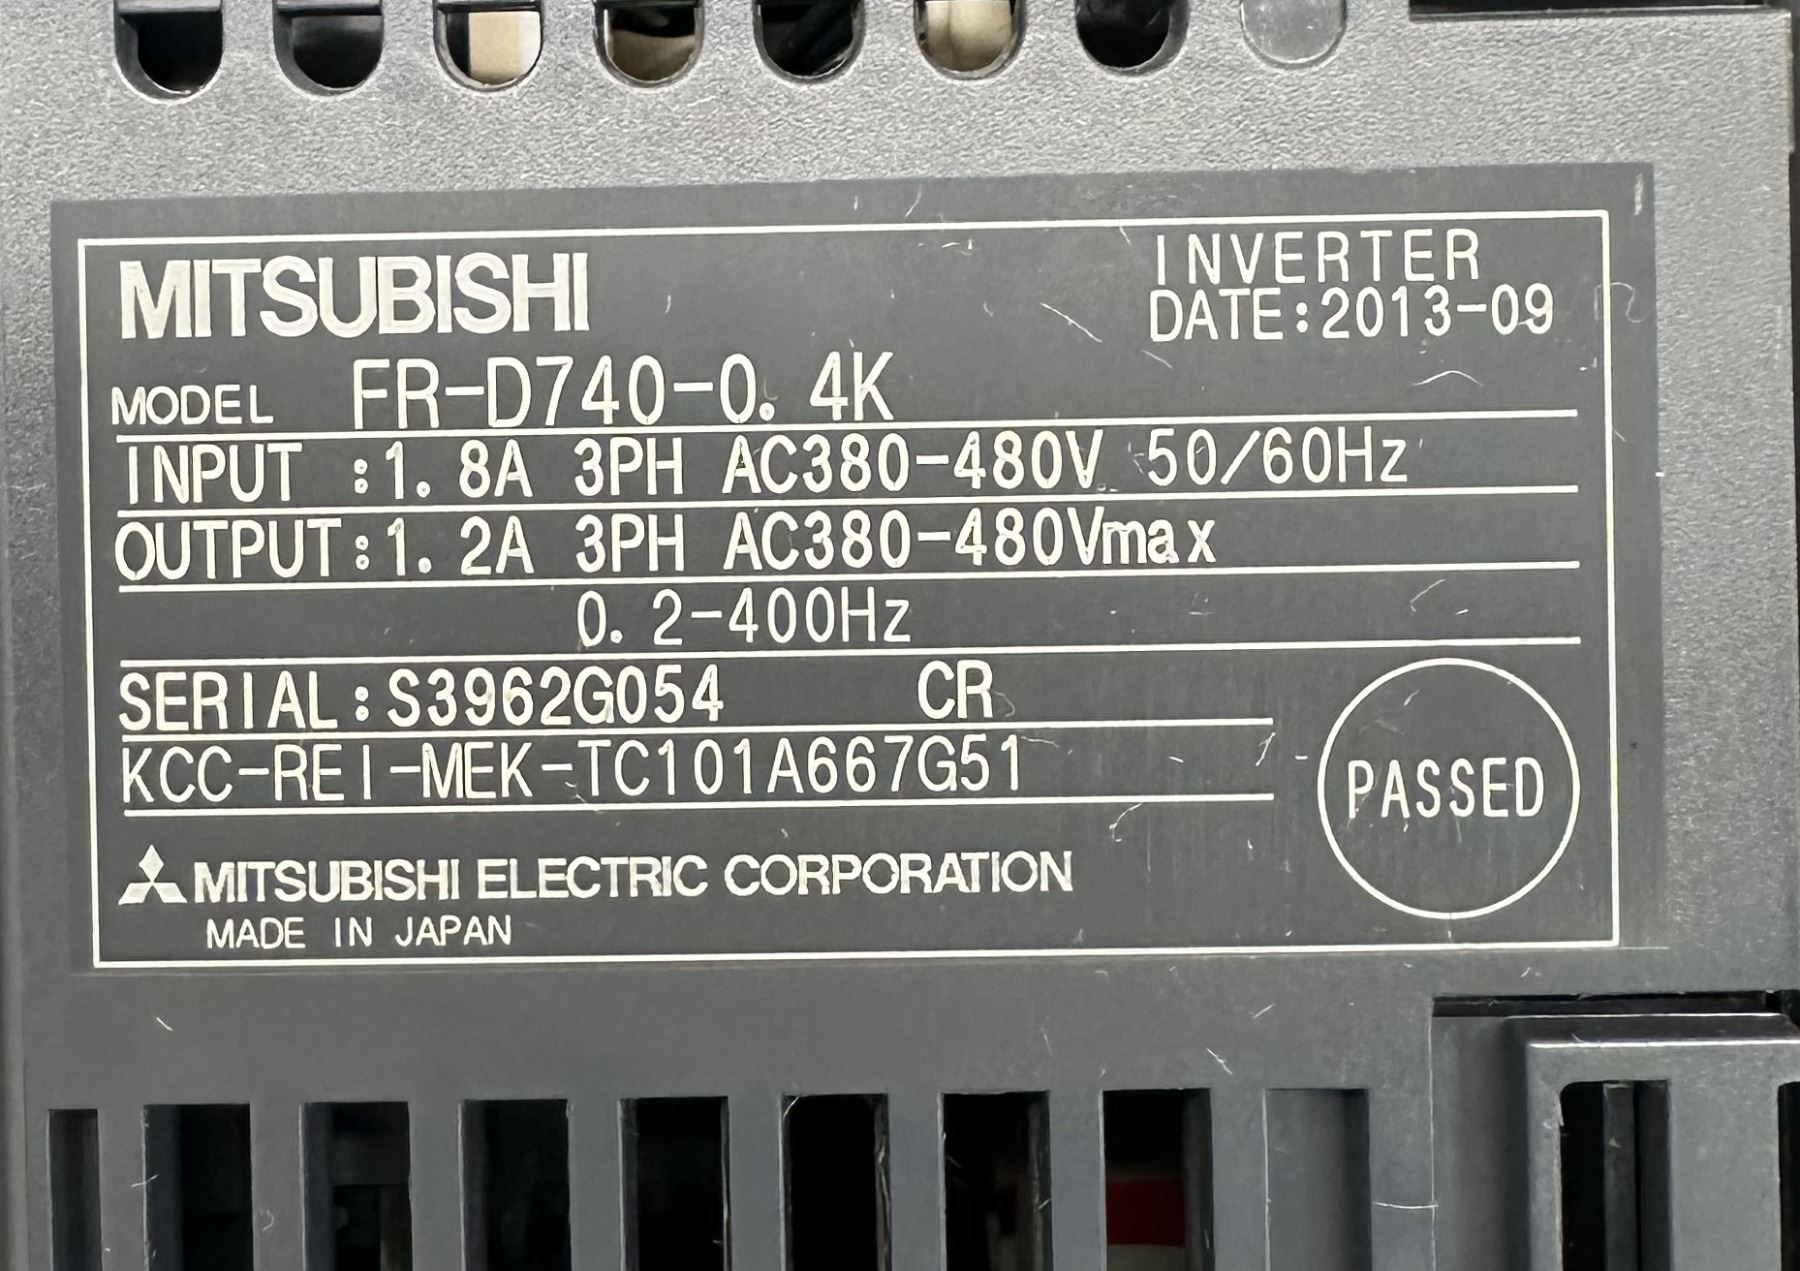 MITSUBISHI
INVERTER
DATE:2013-09
MODEL FR-D740-0.4K
INPUT :1.8A 3PH AC380-480V 50/60Hz
OUTPUT:1.2A 3PH AC380-480Vmax
0.2-400Hz
SERIAL:S3962G054 CR
KCC-REI-MEK-TC101A667G51
PASSED
MITSUBISHI ELECTRIC CORPORATION
MADE IN JAPAN